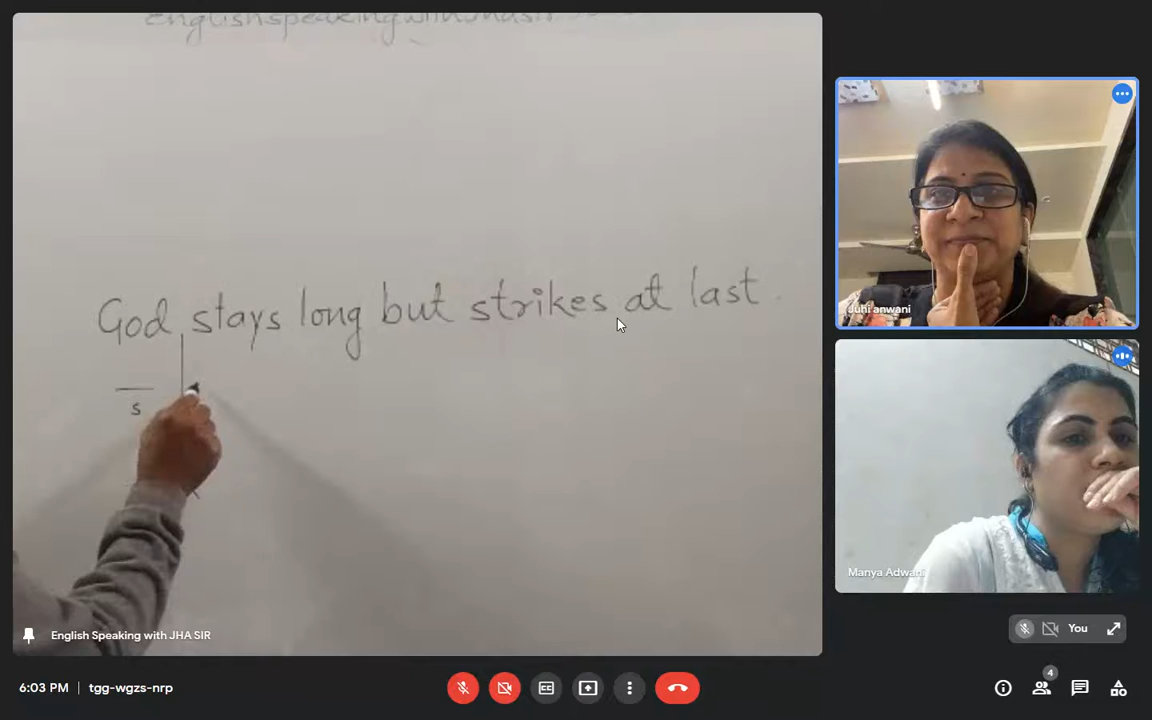 God stays long but strikes at last.
s
Juhi anwani
Manya Adwani
English Speaking with JHA SIR
You
4
6:03 PM | tgg-wgzs-nrp